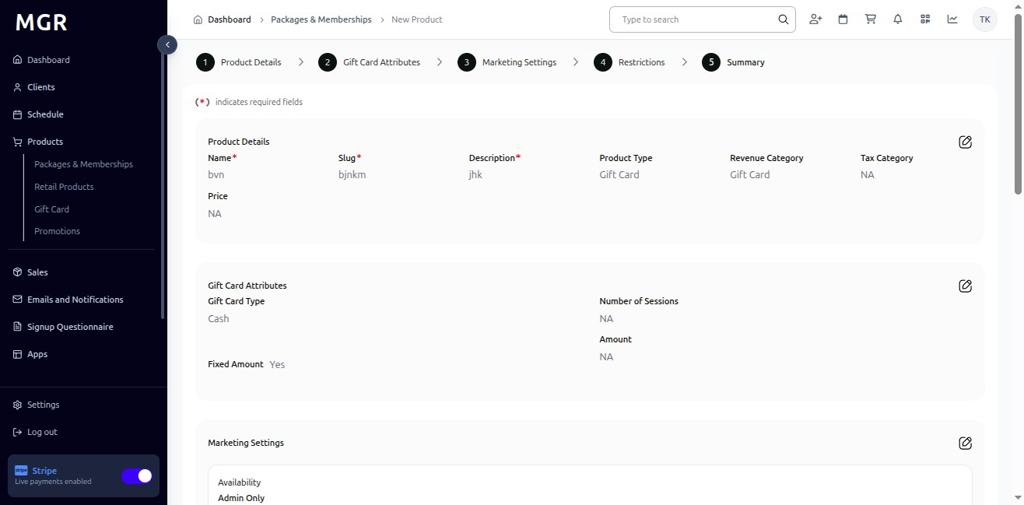 MGR
Dashboard
Clients
Schedule
Products
Packages & Memberships
Retail Products
Gift Card
Promotions
Sales
Emails and Notifications
Signup Questionnaire
Apps
Settings
Log out
stripe Stripe
Live payments enabled
Dashboard > Packages & Memberships > New Product
Type to search
TK
1 Product Details > 2 Gift Card Attributes > 3 Marketing Settings > 4 Restrictions > 5 Summary
(*) indicates required fields
Product Details
Name* Slug* Description* Product Type Revenue Category Tax Category
bvn bjnkm jhk Gift Card Gift Card NA
Price
NA
Gift Card Attributes
Gift Card Type Number of Sessions
Cash NA
Amount
NA
Fixed Amount Yes
Marketing Settings
Availability
Admin Only